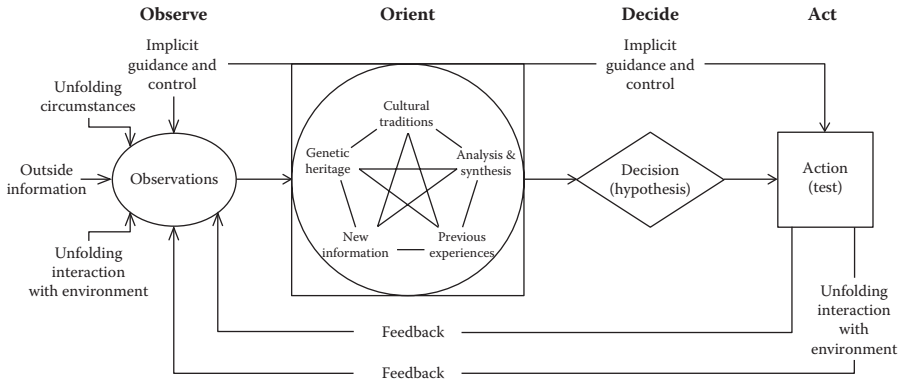 Observe
Orient
Decide
Act
Implicit
guidance and
control
Implicit
guidance and
control
Unfolding
circumstances
Outside
information
Observations
Unfolding
interaction
with environment
Cultural
traditions
Genetic
heritage
Analysis &
synthesis
New
information
Previous
experiences
Decision
(hypothesis)
Action
(test)
Unfolding
interaction
with
environment
Feedback
Feedback